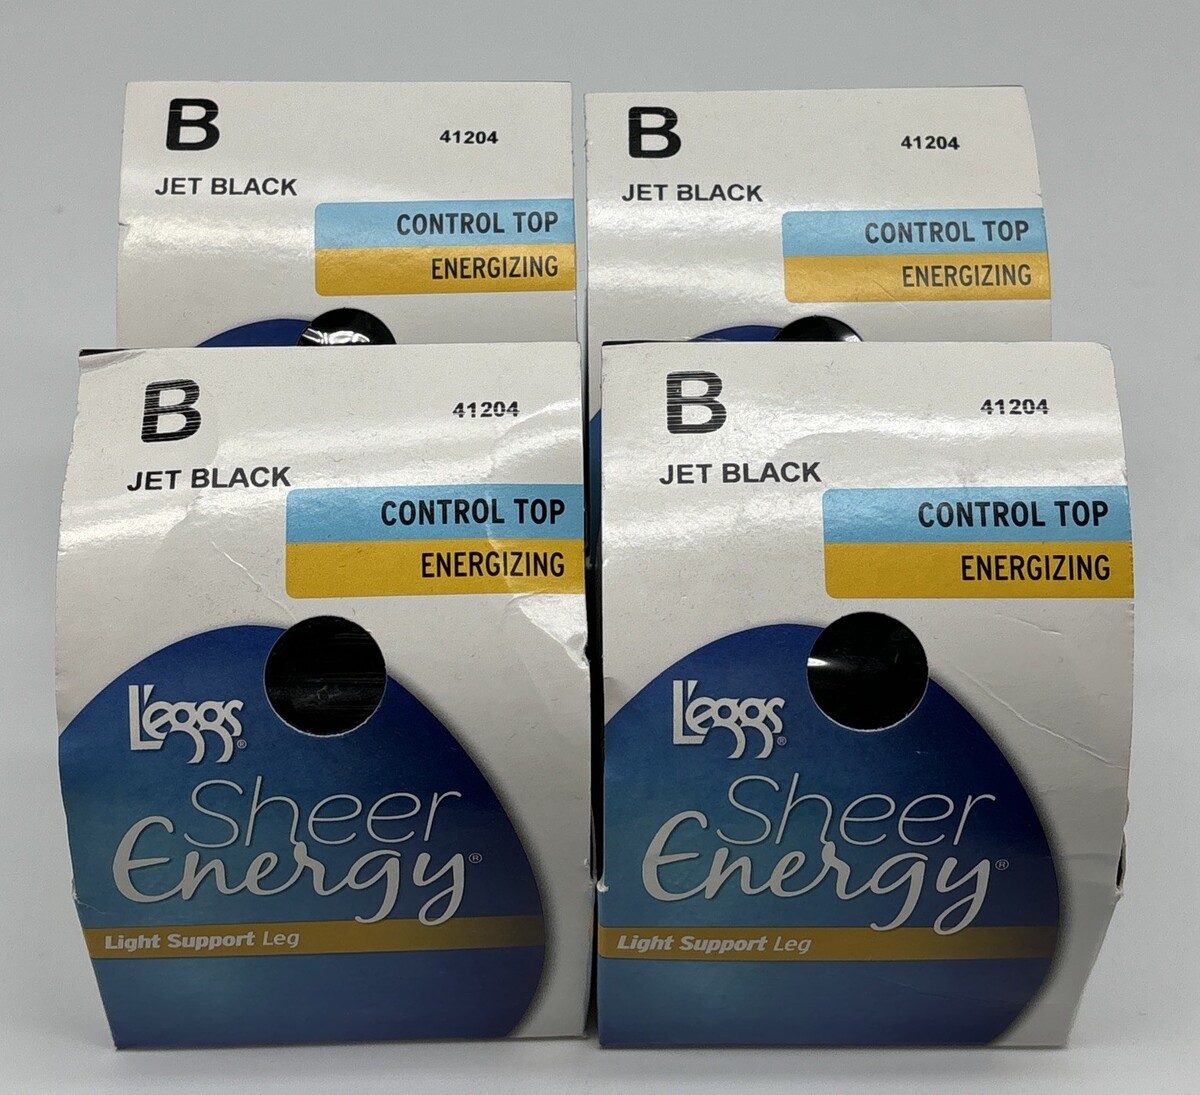 B
41204
JET BLACK
CONTROL TOP
ENERGIZING
B
41204
JET BLACK
CONTROL TOP
ENERGIZING
B
41204
JET BLACK
CONTROL TOP
ENERGIZING
L'eggs®
Sheer
Energy®
Light Support Leg
B
41204
JET BLACK
CONTROL TOP
ENERGIZING
L'eggs®
Sheer
Energy®
Light Support Leg